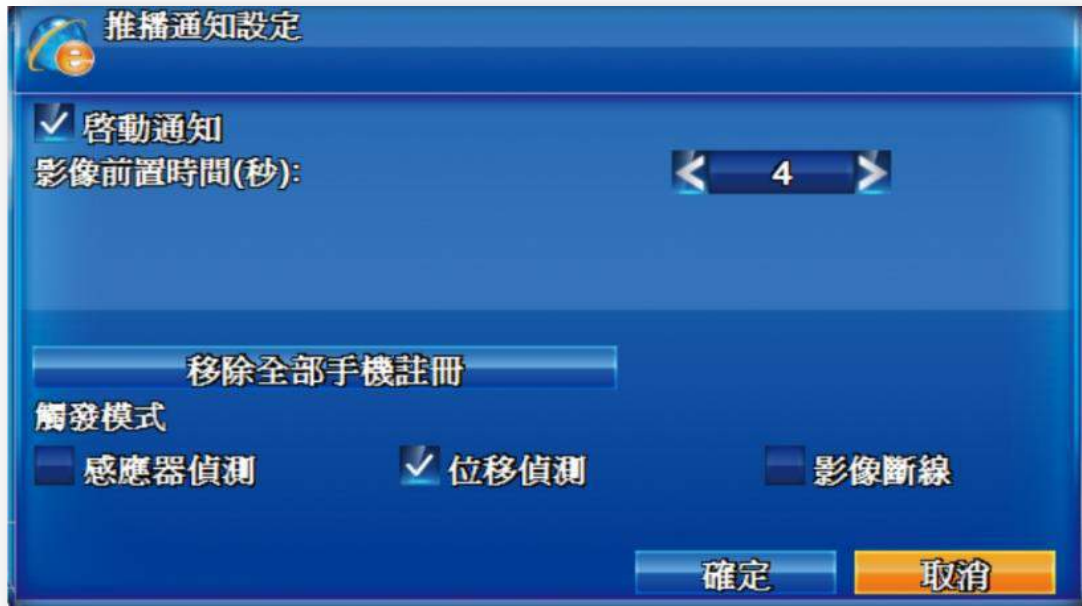 推播通知設定
啓動通知
影像前置時間(秒):
4
移除全部手機註冊
觸發模式
感應器偵測 位移偵測 影像斷線
確定 取消